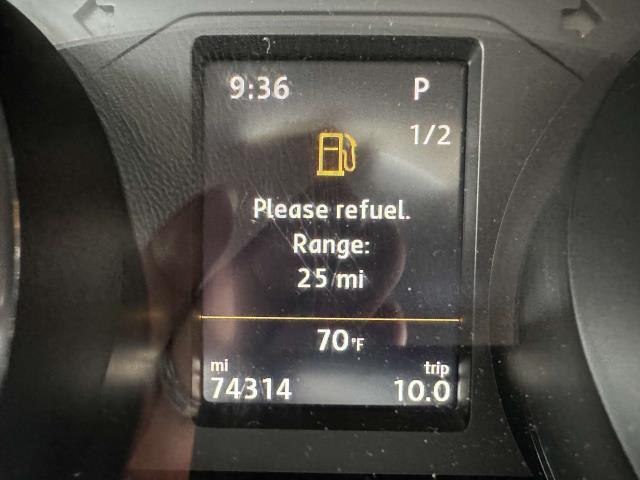 9:36 P
1/2
Please refuel.
Range:
25 mi
70°F
mi trip
74314 10.0